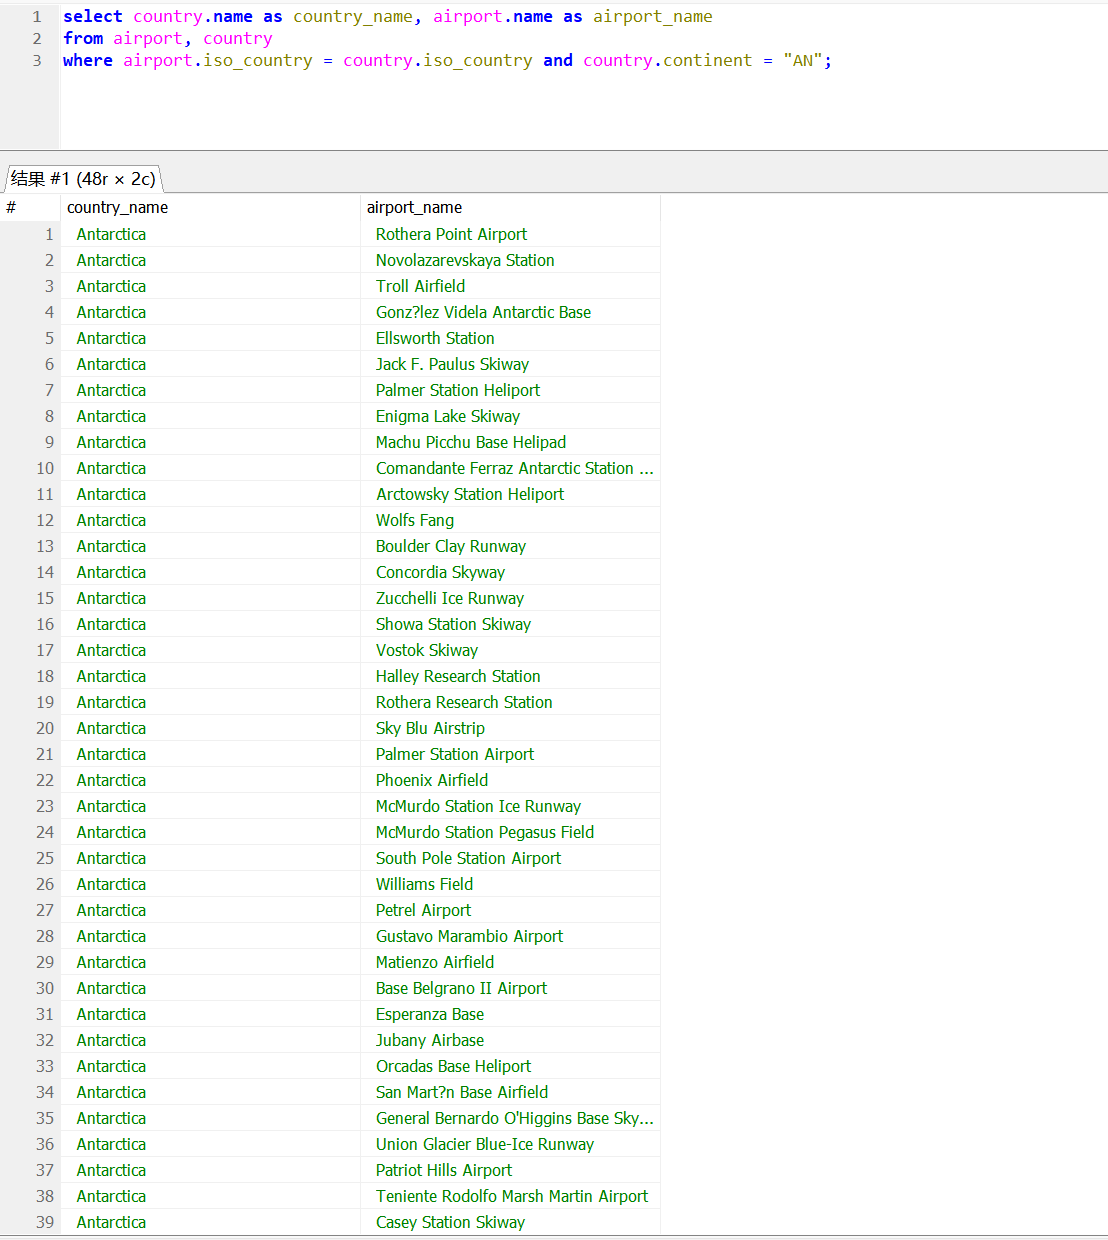 1 select country.name as country_name, airport.name as airport_name
2 from airport, country
3 where airport.iso_country = country.iso_country and country.continent = "AN";
结果 #1 (48r × 2c)
# country_name airport_name
1 Antarctica Rothera Point Airport
2 Antarctica Novolazarevskaya Station
3 Antarctica Troll Airfield
4 Antarctica Gonz?lez Videla Antarctic Base
5 Antarctica Ellsworth Station
6 Antarctica Jack F. Paulus Skiway
7 Antarctica Palmer Station Heliport
8 Antarctica Enigma Lake Skiway
9 Antarctica Machu Picchu Base Helipad
10 Antarctica Comandante Ferraz Antarctic Station ...
11 Antarctica Arctowsky Station Heliport
12 Antarctica Wolfs Fang
13 Antarctica Boulder Clay Runway
14 Antarctica Concordia Skyway
15 Antarctica Zucchelli Ice Runway
16 Antarctica Showa Station Skiway
17 Antarctica Vostok Skiway
18 Antarctica Halley Research Station
19 Antarctica Rothera Research Station
20 Antarctica Sky Blu Airstrip
21 Antarctica Palmer Station Airport
22 Antarctica Phoenix Airfield
23 Antarctica McMurdo Station Ice Runway
24 Antarctica McMurdo Station Pegasus Field
25 Antarctica South Pole Station Airport
26 Antarctica Williams Field
27 Antarctica Petrel Airport
28 Antarctica Gustavo Marambio Airport
29 Antarctica Matienzo Airfield
30 Antarctica Base Belgrano II Airport
31 Antarctica Esperanza Base
32 Antarctica Jubany Airbase
33 Antarctica Orcadas Base Heliport
34 Antarctica San Mart?n Base Airfield
35 Antarctica General Bernardo O'Higgins Base Sky...
36 Antarctica Union Glacier Blue-Ice Runway
37 Antarctica Patriot Hills Airport
38 Antarctica Teniente Rodolfo Marsh Martin Airport
39 Antarctica Casey Station Skiway